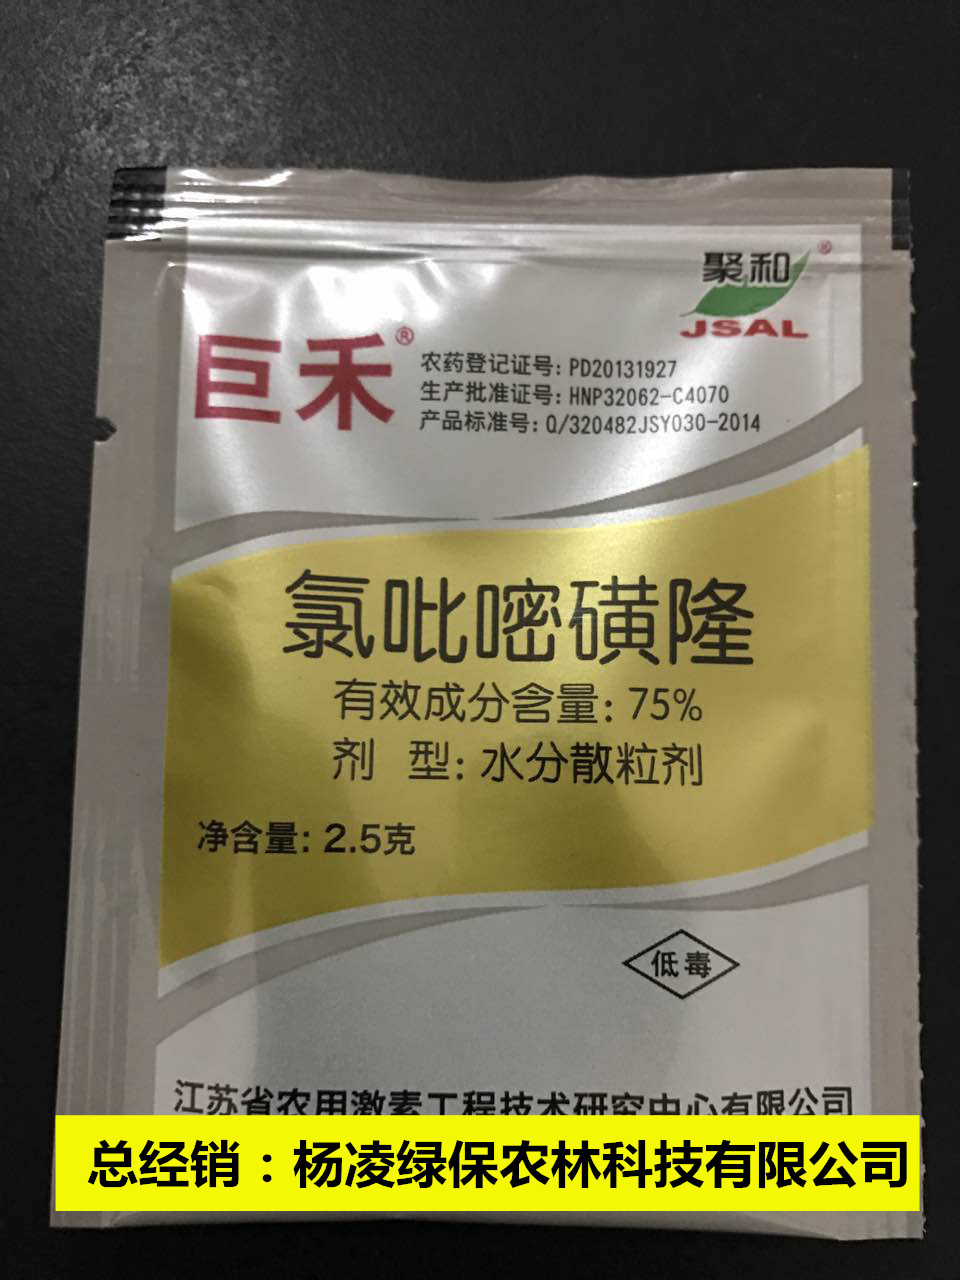 聚和®
JSAL
巨禾®
农药登记证号: PD20131927
生产批准证号: HNP32062-C4070
产品标准号: Q/320482JSY030-2014
氯吡嘧磺隆
有效成分含量: 75%
剂 型: 水分散粒剂
净含量: 2.5克
低毒
江苏省农用激素工程技术研究中心有限公司
总经销：杨凌绿保农林科技有限公司